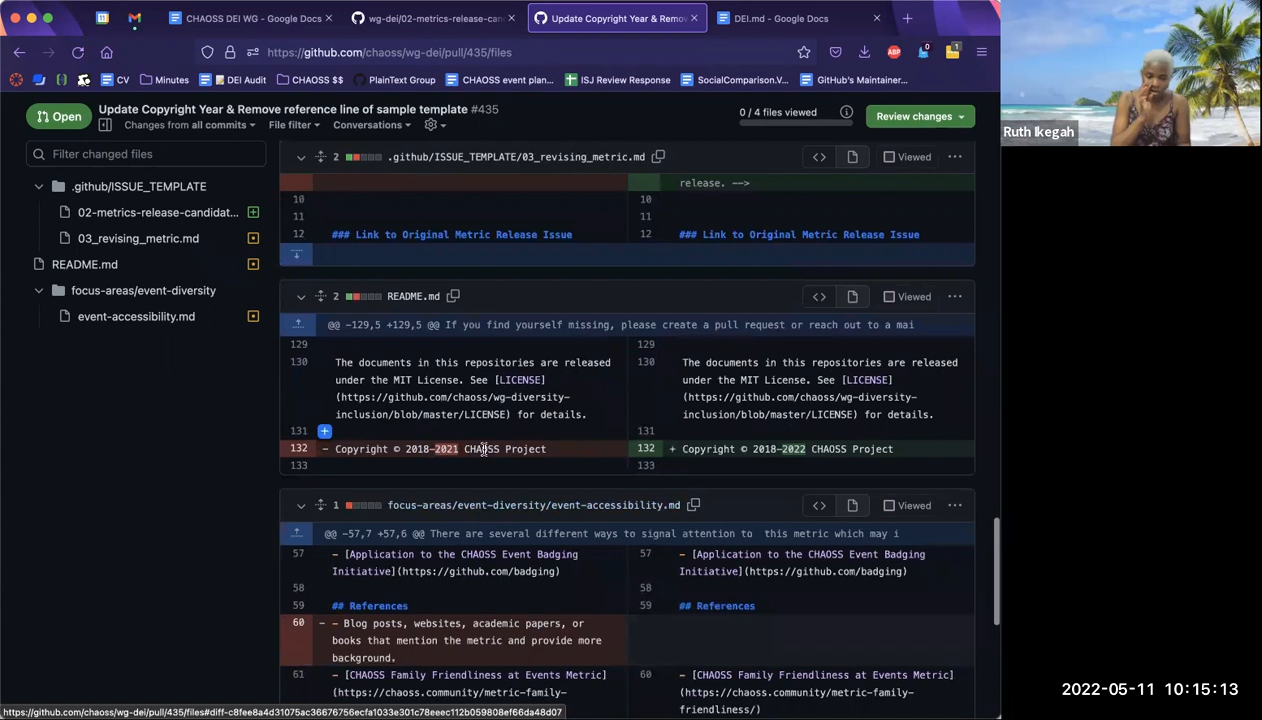 CHAOSS DEI WG - Google Docs
wg-dei/02-metrics-release-can
Update Copyright Year & Remov
DEI.md - Google Docs
https://github.com/chaoss/wg-dei/pull/435/files
ABP
0
1
CV
Minutes
DEI Audit
CHAOSS $$
PlainText Group
CHAOSS event plan...
ISJ Review Response
SocialComparison.V...
GitHub's Maintainer...
Open
Update Copyright Year & Remove reference line of sample template #435
Changes from all commits
File filter
Conversations
0 / 4 files viewed
Review changes
Filter changed files
.github/ISSUE_TEMPLATE
02-metrics-release-candidat...
03_revising_metric.md
README.md
focus-areas/event-diversity
event-accessibility.md
2 .github/ISSUE_TEMPLATE/03_revising_metric.md
Viewed
release. -->
10 10
11 11
12 ### Link to Original Metric Release Issue 12 ### Link to Original Metric Release Issue
2 README.md
Viewed
@@ -129,5 +129,5 @@ If you find yourself missing, please create a pull request or reach out to a mai
129 129
130 The documents in this repositories are released 130 The documents in this repositories are released
under the MIT License. See [LICENSE] under the MIT License. See [LICENSE]
(https://github.com/chaoss/wg-diversity- (https://github.com/chaoss/wg-diversity-
inclusion/blob/master/LICENSE) for details. inclusion/blob/master/LICENSE) for details.
131 131
132 - Copyright © 2018-2021 CHAOSS Project 132 + Copyright © 2018-2022 CHAOSS Project
133 133
1 focus-areas/event-diversity/event-accessibility.md
Viewed
@@ -57,7 +57,6 @@ There are several different ways to signal attention to this metric which may i
57 - [Application to the CHAOSS Event Badging 57 - [Application to the CHAOSS Event Badging
Initiative](https://github.com/badging) Initiative](https://github.com/badging)
58 58
59 ## References 59 ## References
60 - - Blog posts, websites, academic papers, or
books that mention the metric and provide more
background.
61 - [CHAOSS Family Friendliness at Events Metric] 60 - [CHAOSS Family Friendliness at Events Metric]
(https://chaoss.community/metric-family- (https://chaoss.community/metric-family-
friendliness/)
https://github.com/chaoss/wg-dei/pull/435/files#diff-c8fee8a4d31075ac36676756ecfa1033e301c78eeec112b059808ef66da48d07
Ruth Ikegah
2022-05-11 10:15:13